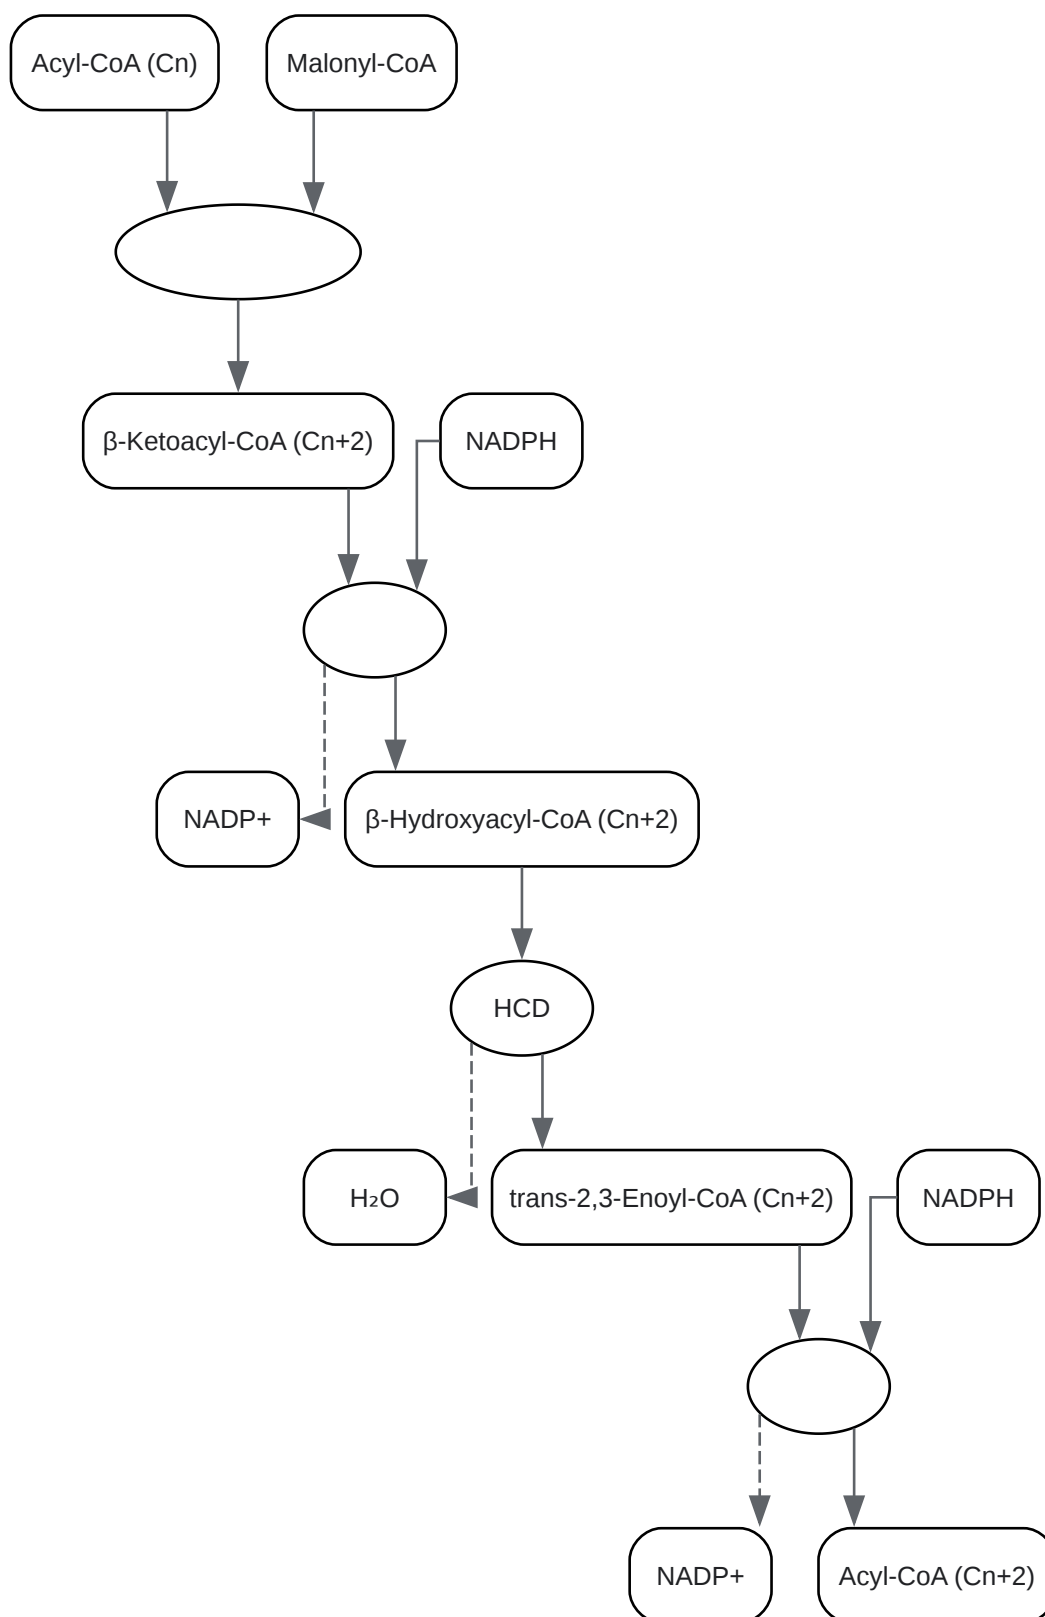 Acyl-CoA (Cn)
Malonyl-CoA
β-Ketoacyl-CoA (Cn+2)
NADPH
NADP+
β-Hydroxyacyl-CoA (Cn+2)
HCD
H₂O
trans-2,3-Enoyl-CoA (Cn+2)
NADPH
NADP+
Acyl-CoA (Cn+2)